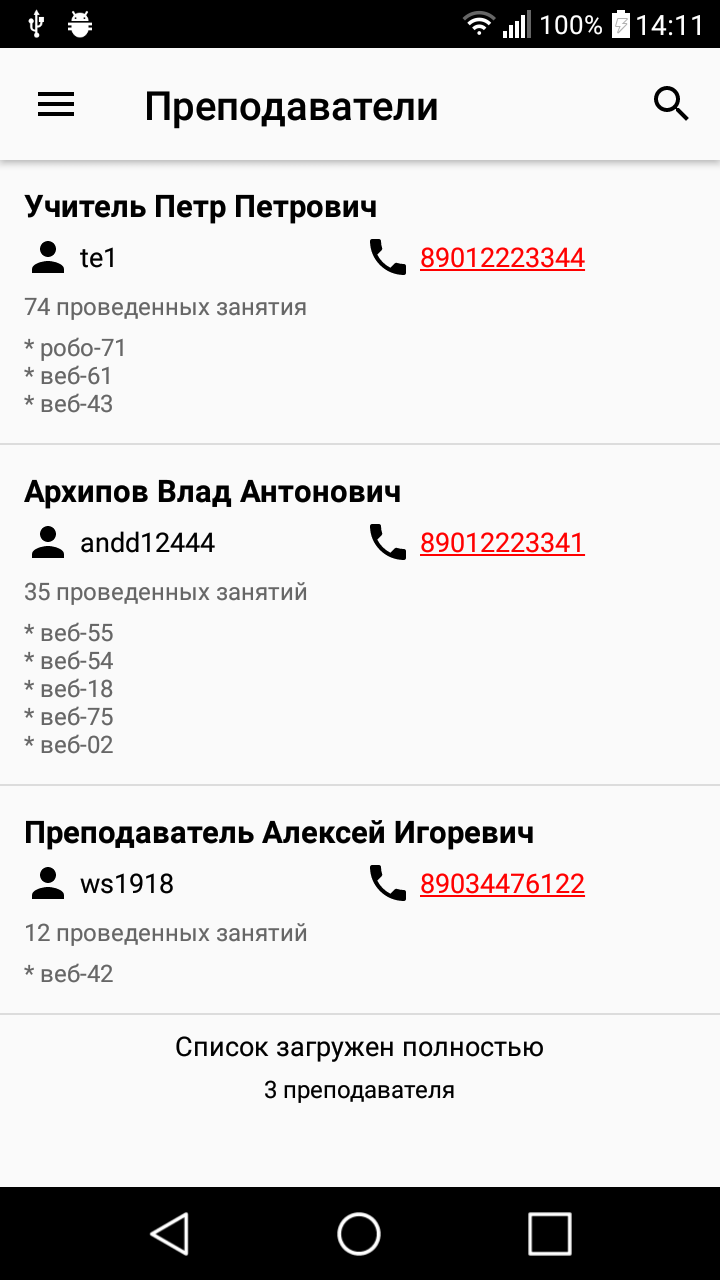 100% 14:11
Преподаватели
Учитель Петр Петрович
te1 89012223344
74 проведенных занятия
* робо-71
* веб-61
* веб-43
Архипов Влад Антонович
andd12444 89012223341
35 проведенных занятий
* веб-55
* веб-54
* веб-18
* веб-75
* веб-02
Преподаватель Алексей Игоревич
ws1918 89034476122
12 проведенных занятий
* веб-42
Список загружен полностью
3 преподавателя